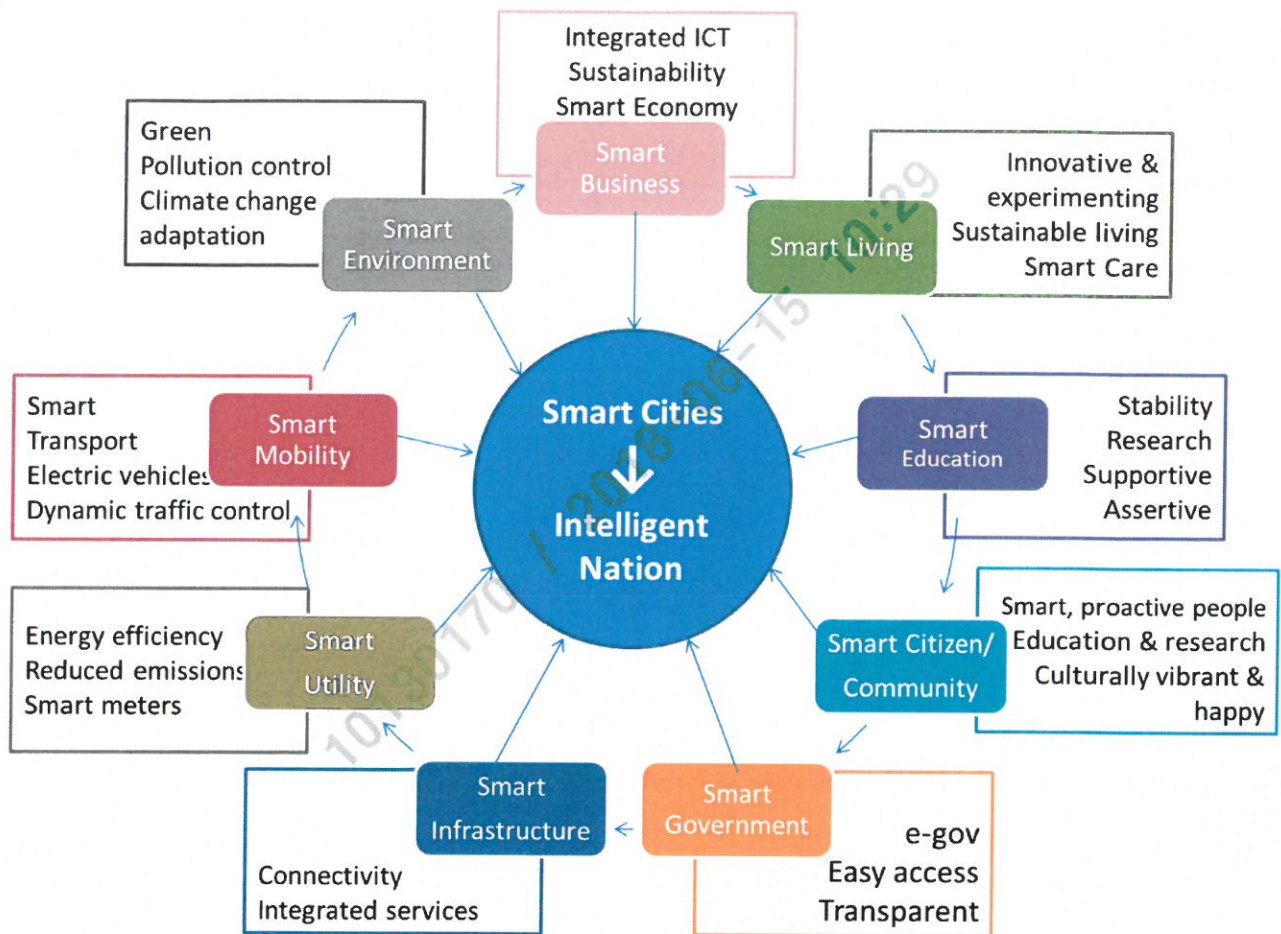 Integrated ICT
Sustainability
Smart Economy
Smart
Business
Innovative &
experimenting
Sustainable living
Smart Care
Smart Living
Stability
Research
Supportive
Assertive
Smart
Education
Smart, proactive people
Education & research
Culturally vibrant &
happy
Smart Citizen/
Community
Smart
Government
e-gov
Easy access
Transparent
Smart
Infrastructure
Connectivity
Integrated services
Energy efficiency
Reduced emissions
Smart meters
Smart
Utility
Smart
Transport
Electric vehicles
Dynamic traffic control
Smart
Mobility
Green
Pollution control
Climate change
adaptation
Smart
Environment
Smart Cities
Intelligent
Nation